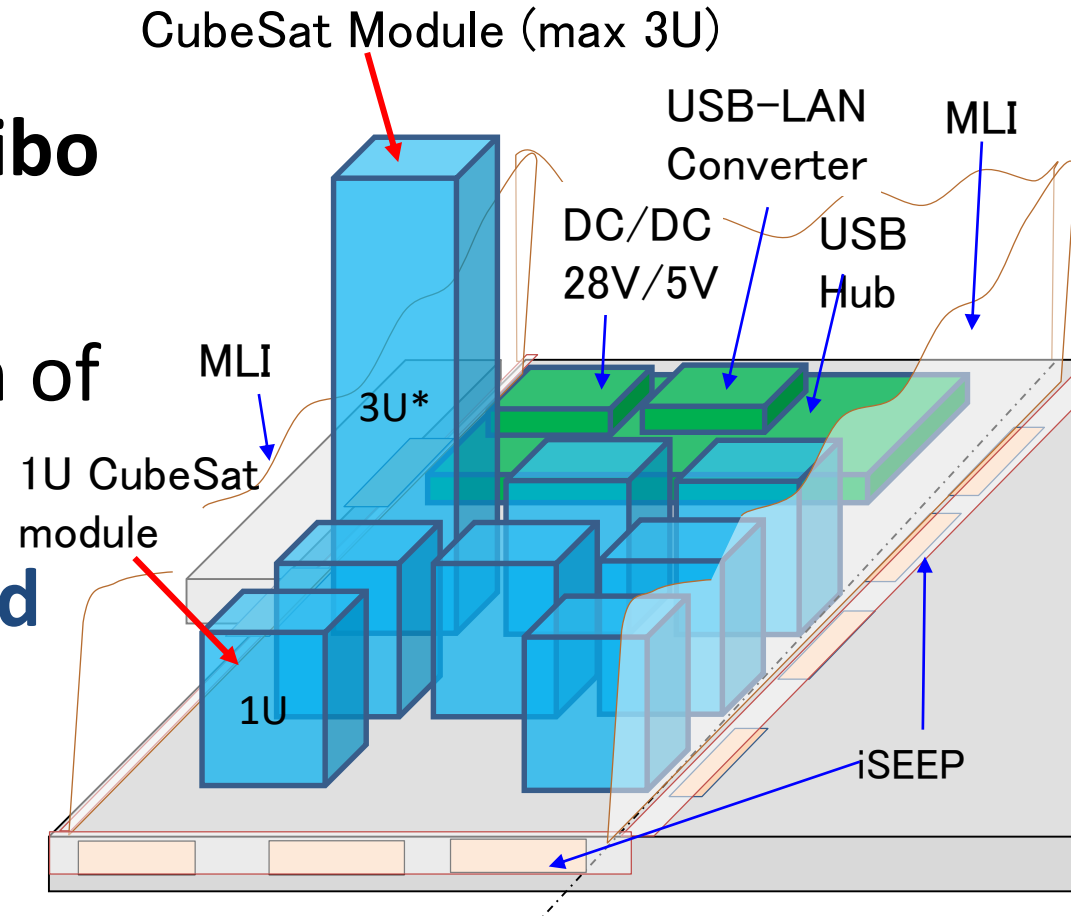 CubeSat Module (max 3U)
ibo
USB-LAN
Converter
MLI
DC/DC
28V/5V
USB
Hub
of
MLI
3U*
1U CubeSat
module
d
1U
iSEEP